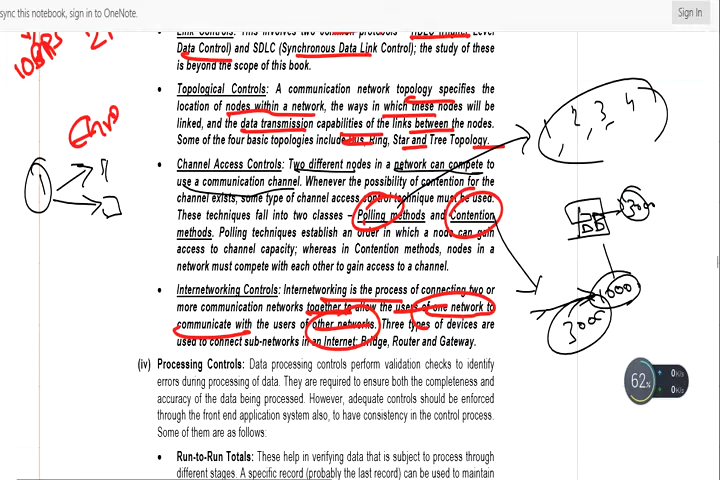 sync this notebook, sign in to OneNote.
Sign In
Link Controls: This involves two common protocols HDLC Level
Data Control) and SDLC (Synchronous Data Link Control); the study of these
is beyond the scope of this book.
• Topological Controls: A communication network topology specifies the
location of nodes within a network, the ways in which these nodes will be
linked, and the data transmission capabilities of the links between the nodes.
Some of the four basic topologies include Bus, Ring, Star and Tree Topology.
• Channel Access Controls: Two different nodes in a network can compete to
use a communication channel. Whenever the possibility of contention for the
channel exists, some type of channel access control technique must be used.
These techniques fall into two classes – Polling methods and Contention
methods. Polling techniques establish an order in which a node can gain
access to channel capacity; whereas in Contention methods, nodes in a
network must compete with each other to gain access to a channel.
• Internetworking Controls: Internetworking is the process of connecting two or
more communication networks together to allow the users of one network to
communicate with the users of other networks. Three types of devices are
used to connect sub-networks in an Internet: Bridge, Router and Gateway.
(iv) Processing Controls: Data processing controls perform validation checks to identify
errors during processing of data. They are required to ensure both the completeness and
accuracy of the data being processed. However, adequate controls should be enforced
through the front end application system also, to have consistency in the control process.
Some of them are as follows:
• Run-to-Run Totals: These help in verifying data that is subject to process through
different stages. A specific record (probably the last record) can be used to maintain
1, 2, 3, 4
1000
3000
62%
0K/s
0K/s